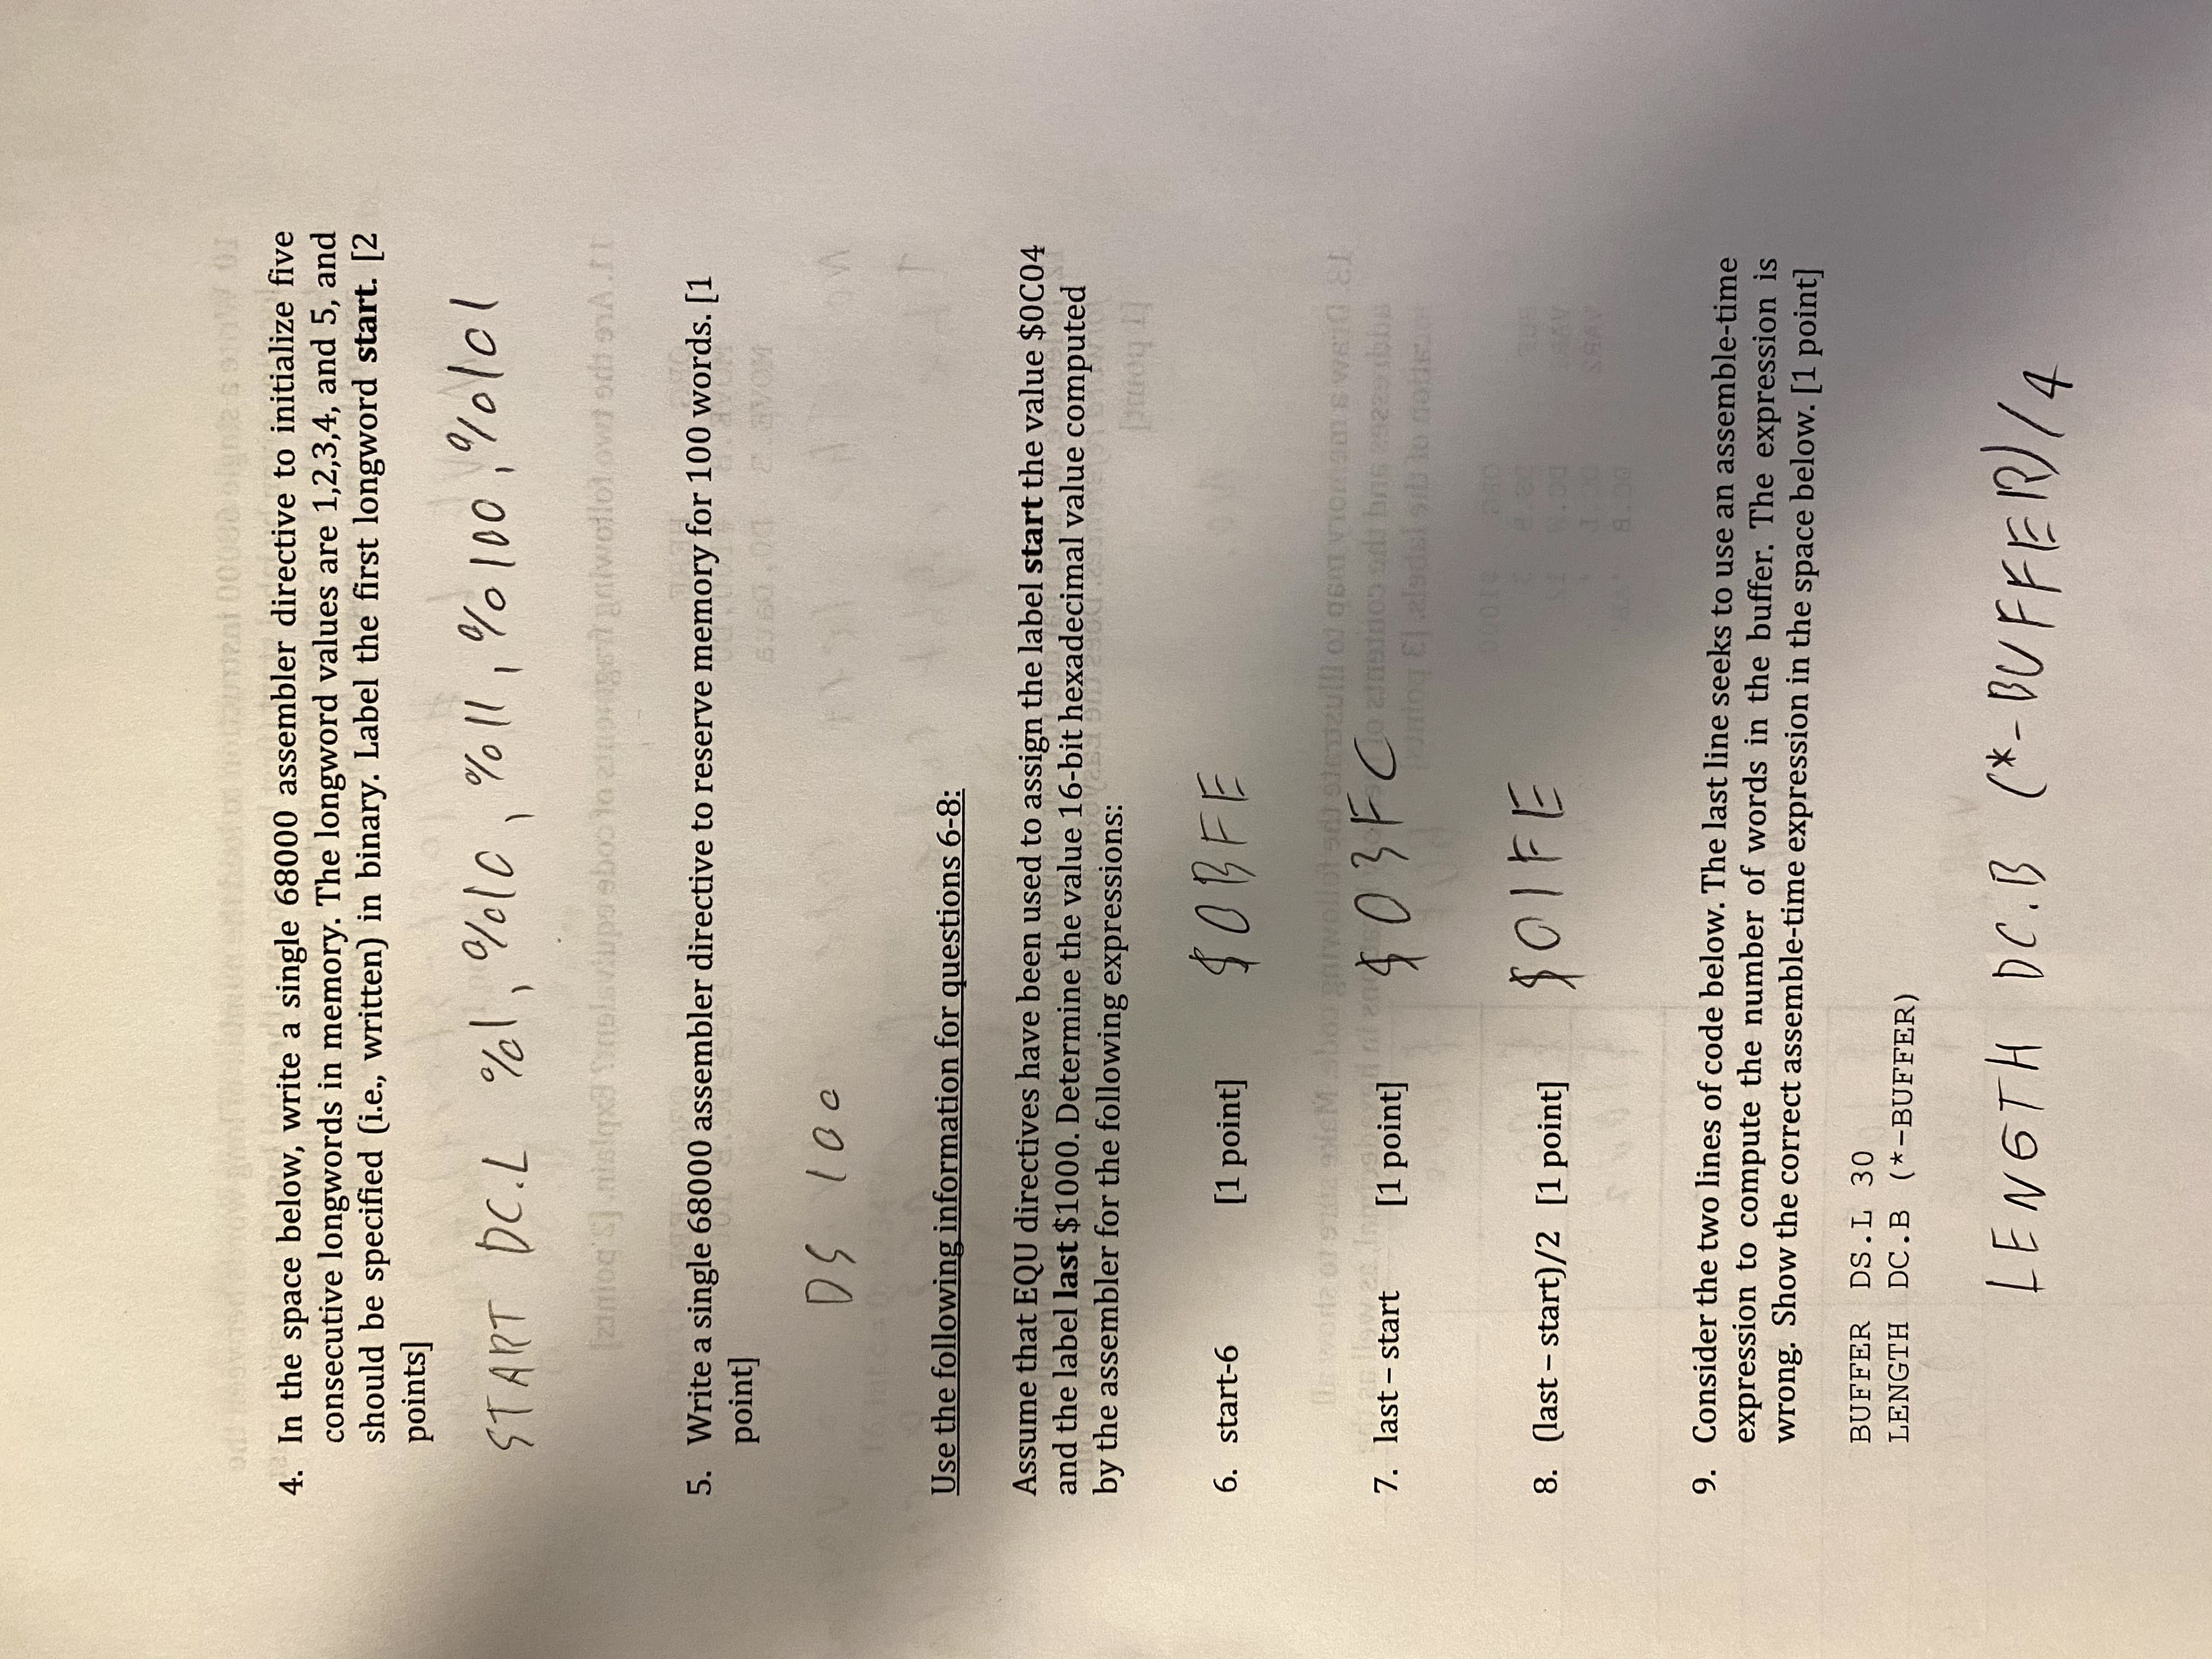 4. In the space below, write a single 68000 assembler directive to initialize five
consecutive longwords in memory. The longword values are 1,2,3,4, and 5, and
should be specified (i.e., written) in binary. Label the first longword start. [2
points]
START DC.L %1, %10, %11, %100, %101
5. Write a single 68000 assembler directive to reserve memory for 100 words. [1
point]
DS 100
Use the following information for questions 6-8:
Assume that EQU directives have been used to assign the label start the value $0C04
and the label last $1000. Determine the value 16-bit hexadecimal value computed
by the assembler for the following expressions:
6. start-6 [1 point] $0BFE
7. last – start [1 point] $03FC
8. (last – start)/2 [1 point] $01FE
9. Consider the two lines of code below. The last line seeks to use an assemble-time
expression to compute the number of words in the buffer. The expression is
wrong. Show the correct assemble-time expression in the space below. [1 point]
BUFFER DS.L 30
LENGTH DC.B (*-BUFFER)
LENGTH DC.B (*-BUFFER)/4